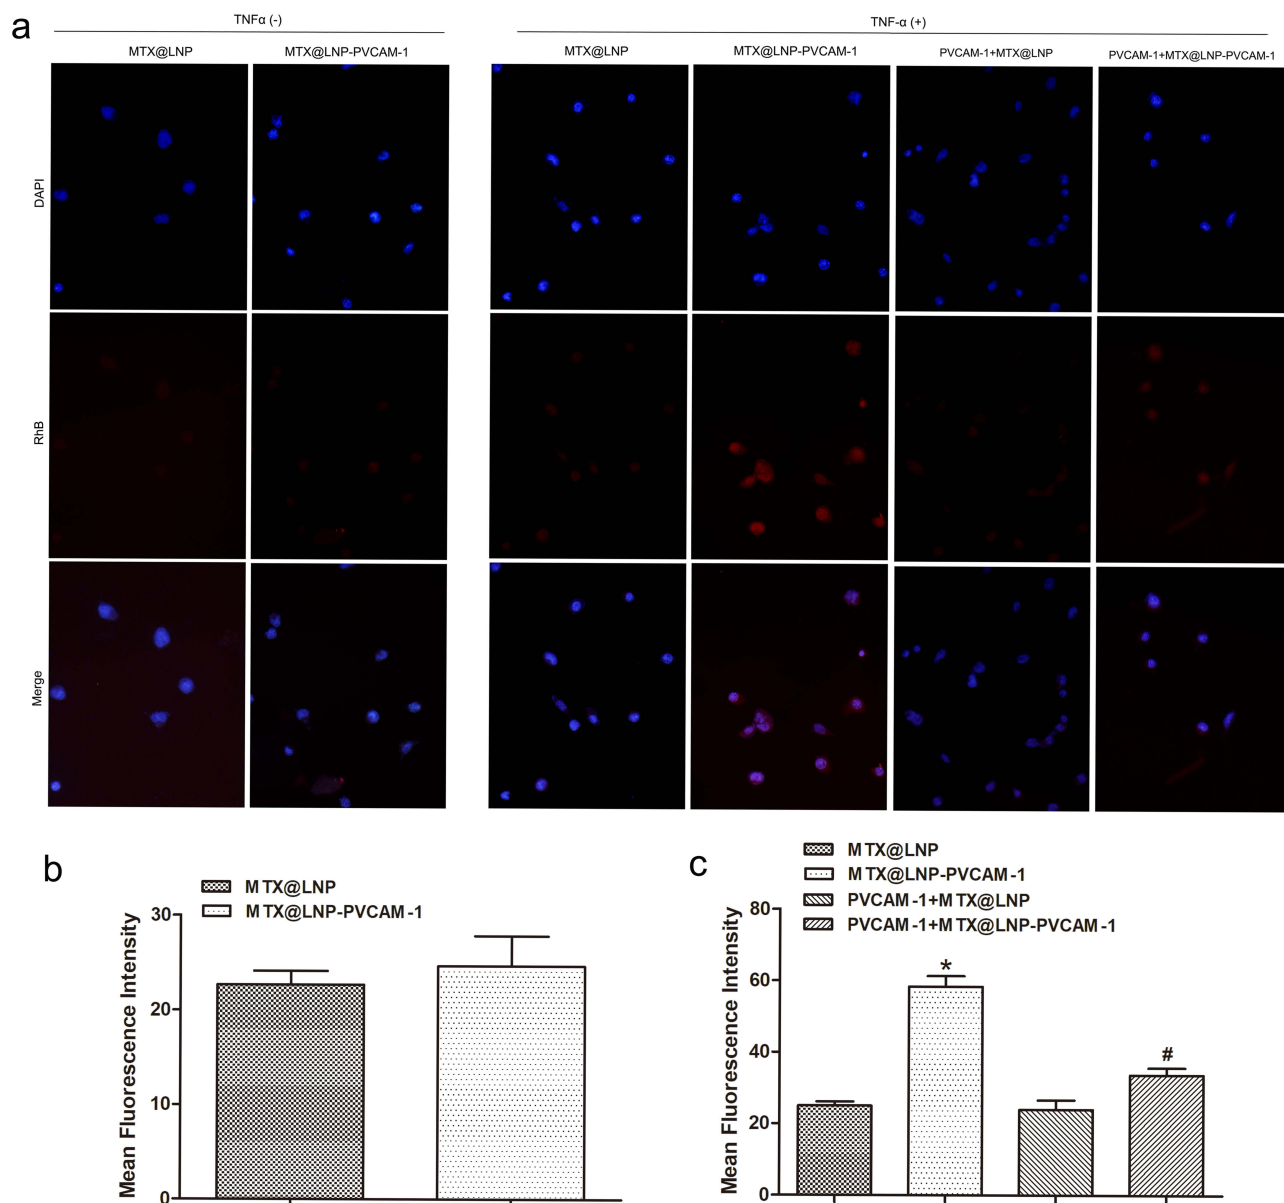 a
TNFα (-)
TNF-α (+)
MTX@LNP
MTX@LNP-PVCAM-1
MTX@LNP
MTX@LNP-PVCAM-1
PVCAM-1+MTX@LNP
PVCAM-1+MTX@LNP-PVCAM-1
DAPI
RhB
Merge
b
MTX@LNP
MTX@LNP-PVCAM-1
Mean Fluorescence Intensity
30
20
10
0
c
MTX@LNP
MTX@LNP-PVCAM-1
PVCAM-1+MTX@LNP
PVCAM-1+MTX@LNP-PVCAM-1
Mean Fluorescence Intensity
80
60
40
20
0
*
#